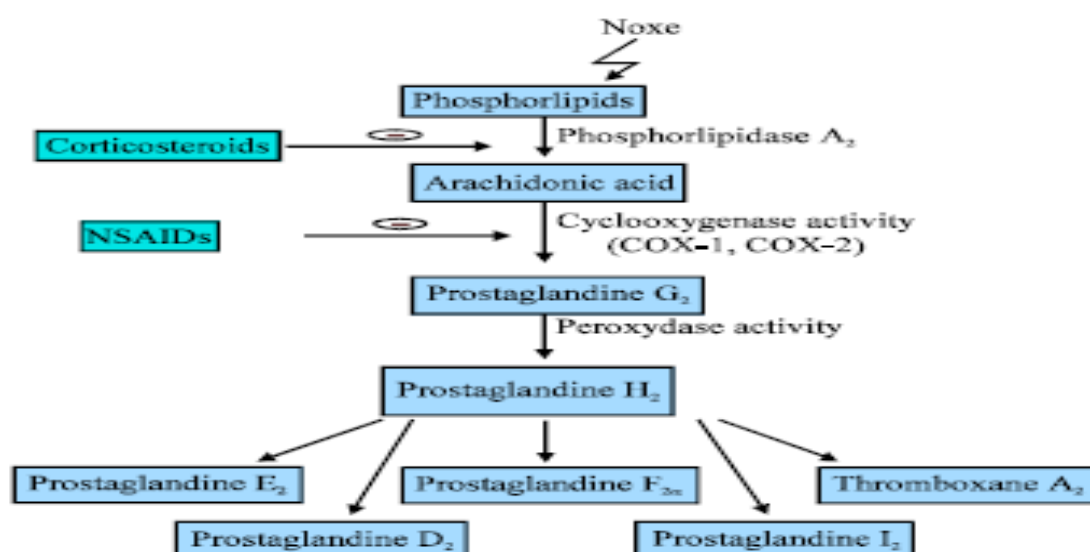 Noxe
Phosphorlipids
Phosphorlipidase A₂
Corticosteroids
Arachidonic acid
Cyclooxygenase activity
(COX-1, COX-2)
NSAIDs
Prostaglandine G₂
Peroxydase activity
Prostaglandine H₂
Prostaglandine E₂
Prostaglandine F₂α
Thromboxane A₂
Prostaglandine D₂
Prostaglandine I₂